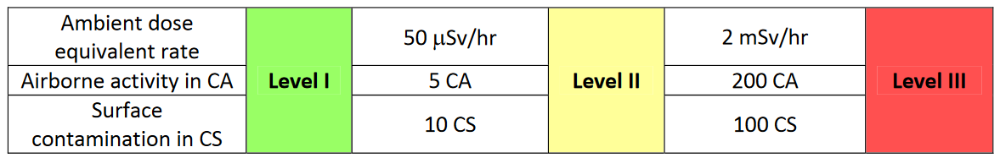 Ambient dose
equivalent rate
50 μSv/hr
2 mSv/hr
Airborne activity in CA
Level I
5 CA
Level II
200 CA
Level III
Surface
contamination in CS
10 CS
100 CS